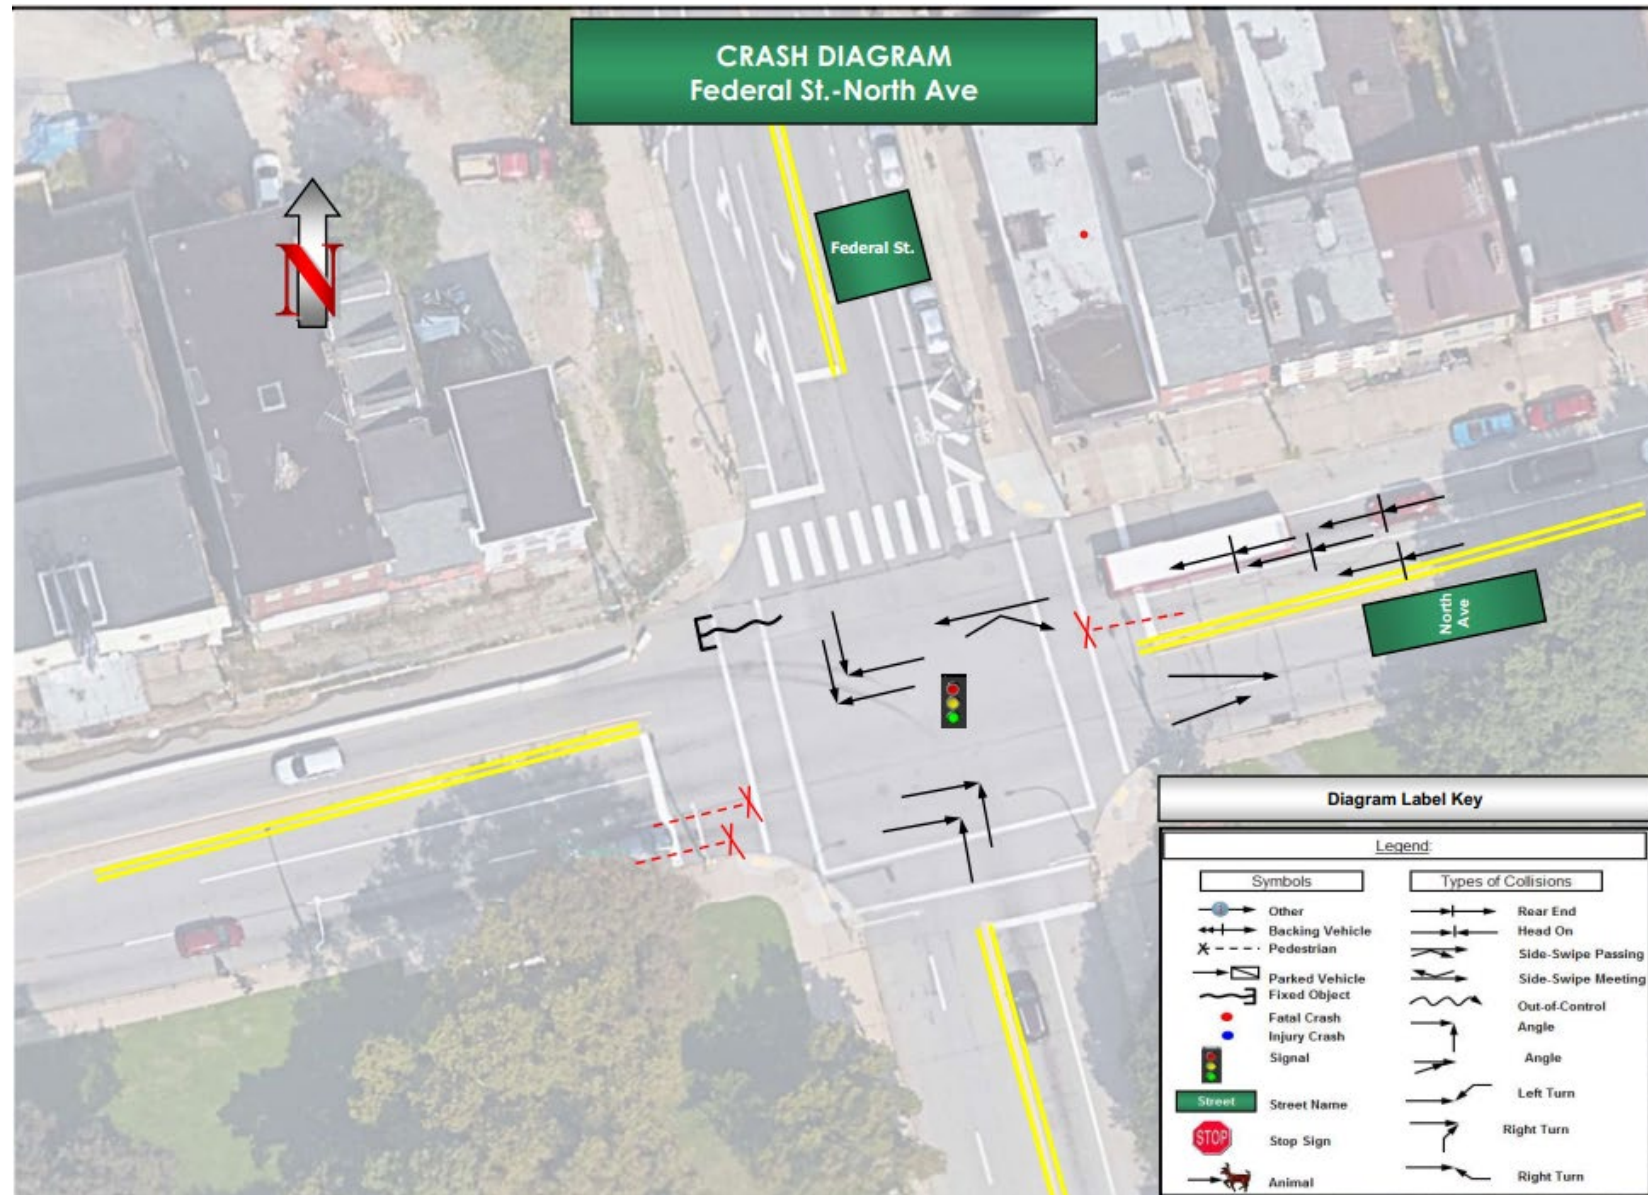 CRASH DIAGRAM
Federal St.-North Ave
N
Federal St.
North
Ave
Diagram Label Key
Legend:
Symbols
Types of Collisions
Other
Rear End
Backing Vehicle
Head On
Pedestrian
Side-Swipe Passing
Parked Vehicle
Side-Swipe Meeting
Fixed Object
Out-of-Control
Fatal Crash
Angle
Injury Crash
Signal
Angle
Left Turn
Street
Street Name
Right Turn
STOP
Stop Sign
Right Turn
Animal